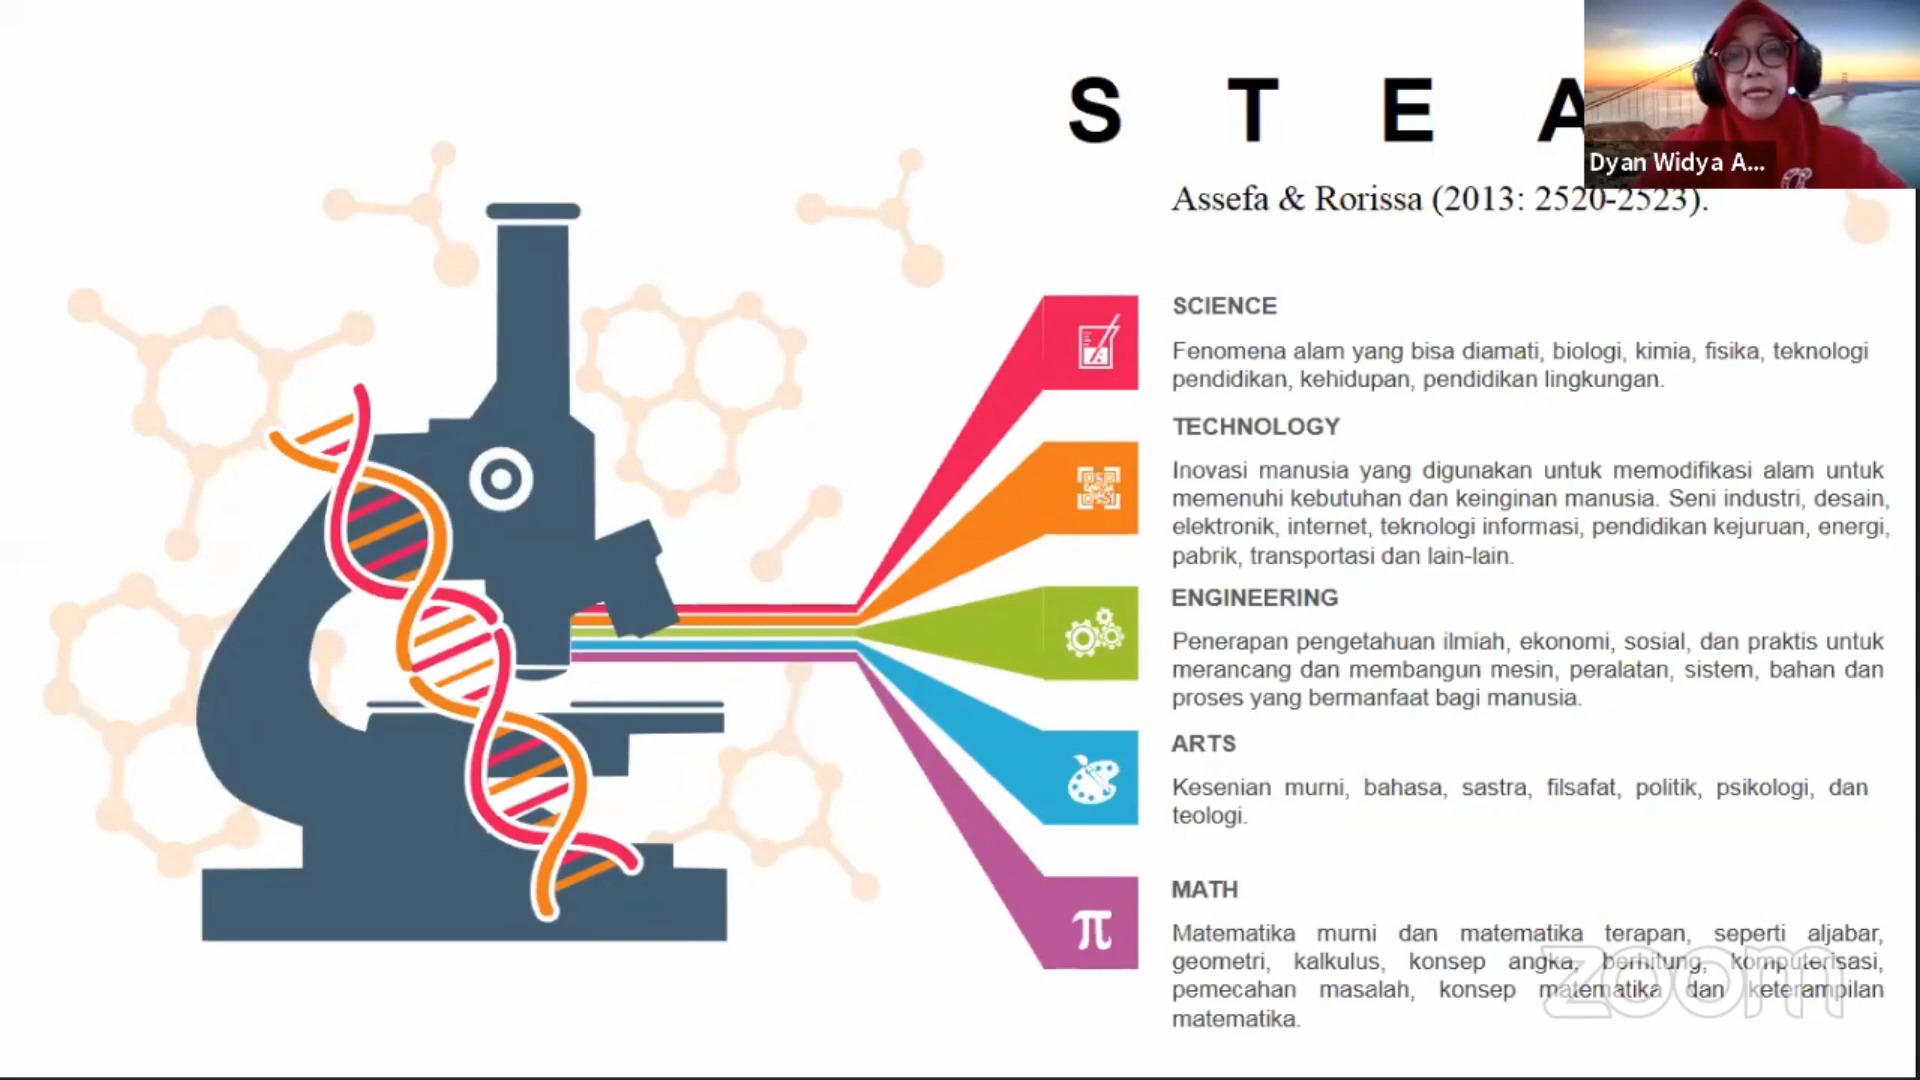 S T E A
Dyan Widya A...
Assefa & Rorissa (2013: 2520-2523).
SCIENCE
Fenomena alam yang bisa diamati, biologi, kimia, fisika, teknologi
pendidikan, kehidupan, pendidikan lingkungan.
TECHNOLOGY
Inovasi manusia yang digunakan untuk memodifikasi alam untuk
memenuhi kebutuhan dan keinginan manusia. Seni industri, desain,
elektronik, internet, teknologi informasi, pendidikan kejuruan, energi,
pabrik, transportasi dan lain-lain.
ENGINEERING
Penerapan pengetahuan ilmiah, ekonomi, sosial, dan praktis untuk
merancang dan membangun mesin, peralatan, sistem, bahan dan
proses yang bermanfaat bagi manusia.
ARTS
Kesenian murni, bahasa, sastra, filsafat, politik, psikologi, dan
teologi.
MATH
π
Matematika murni dan matematika terapan, seperti aljabar,
geometri, kalkulus, konsep angka, berhitung, komputerisasi,
pemecahan masalah, konsep matematika dan keterampilan
matematika.
zoom